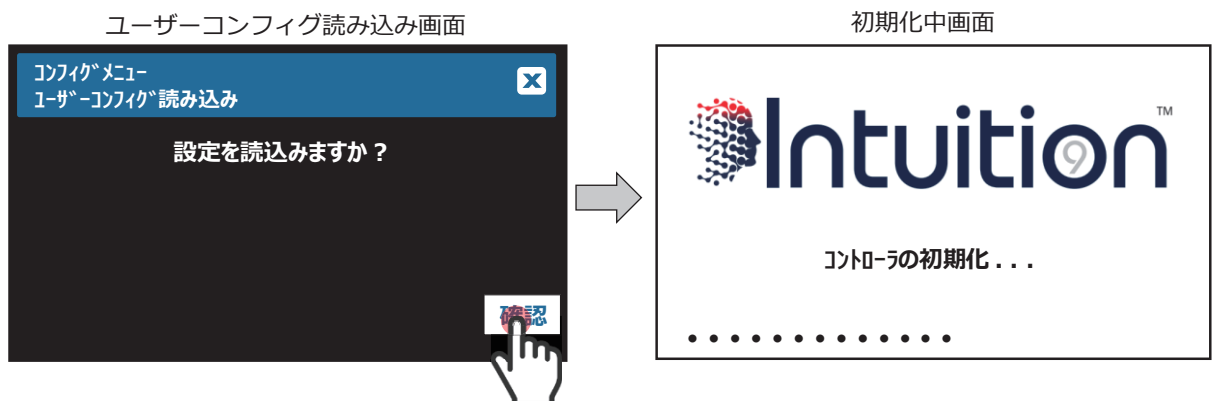 ユーザーコンフィグ読み込み画面
ｺﾝﾌｨｸﾞﾒﾆｭｰ
ﾕｰｻﾞｰｺﾝﾌｨｸﾞ読み込み
X
設定を読込みますか？
確認
初期化中画面
Intuition™
9
ｺﾝﾄﾛｰﾗの初期化 . . .